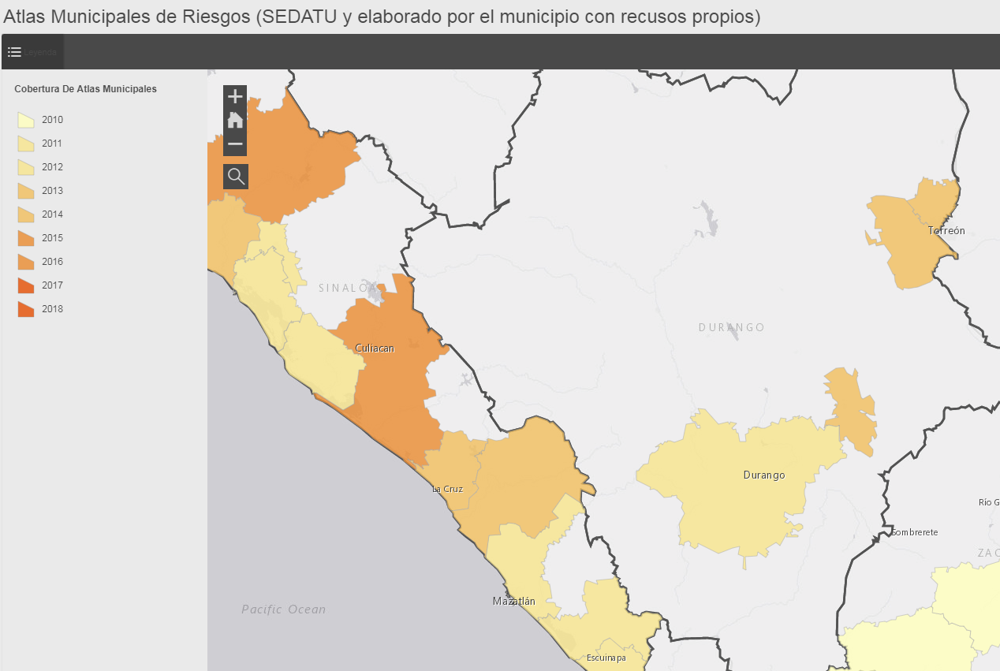 Atlas Municipales de Riesgos (SEDATU y elaborado por el municipio con recusos propios)
Leyenda
Cobertura De Atlas Municipales
2010
2011
2012
2013
2014
2015
2016
2017
2018
Torreón
SINALOA
DURANGO
Culiacan
Durango
La Cruz
Río G
Sombrerete
ZAC
Mazatlán
Pacific Ocean
Escuinapa